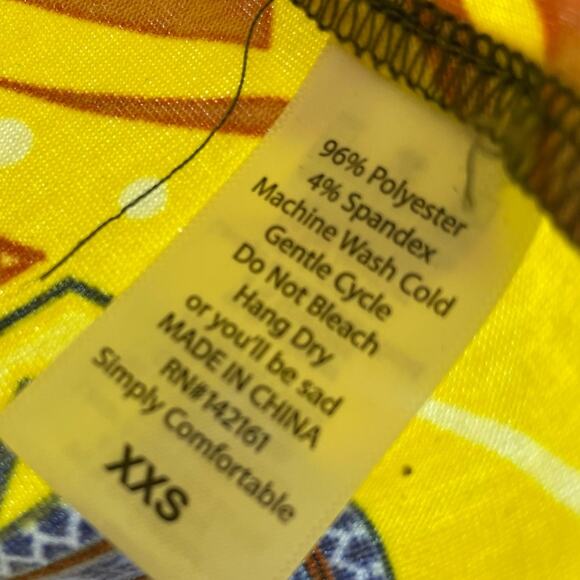 96% Polyester
4% Spandex
Machine Wash Cold
Gentle Cycle
Do Not Bleach
Hang Dry
or you'll be sad
MADE IN CHINA
RN#142161
Simply Comfortable
XXS